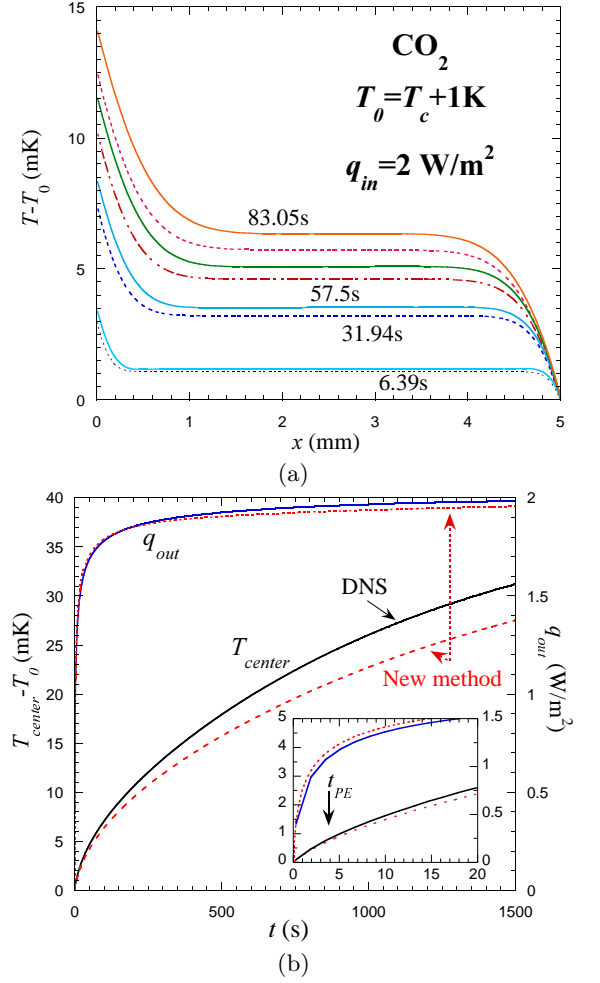 15
10
5
0
T-T0 (mK)
CO2
T0=Tc+1K
qin=2 W/m2
83.05s
57.5s
31.94s
6.39s
0 1 2 3 4 5
x (mm)
(a)
40
35
30
25
20
15
10
5
0
Tcenter-T0 (mK)
2
1.5
1
0.5
0
qout (W/m2)
qout
DNS
Tcenter
New method
5
4
3
2
1
0
1.5
1
0.5
0
tPE
0 5 10 15 20
0 500 1000 1500
t (s)
(b)